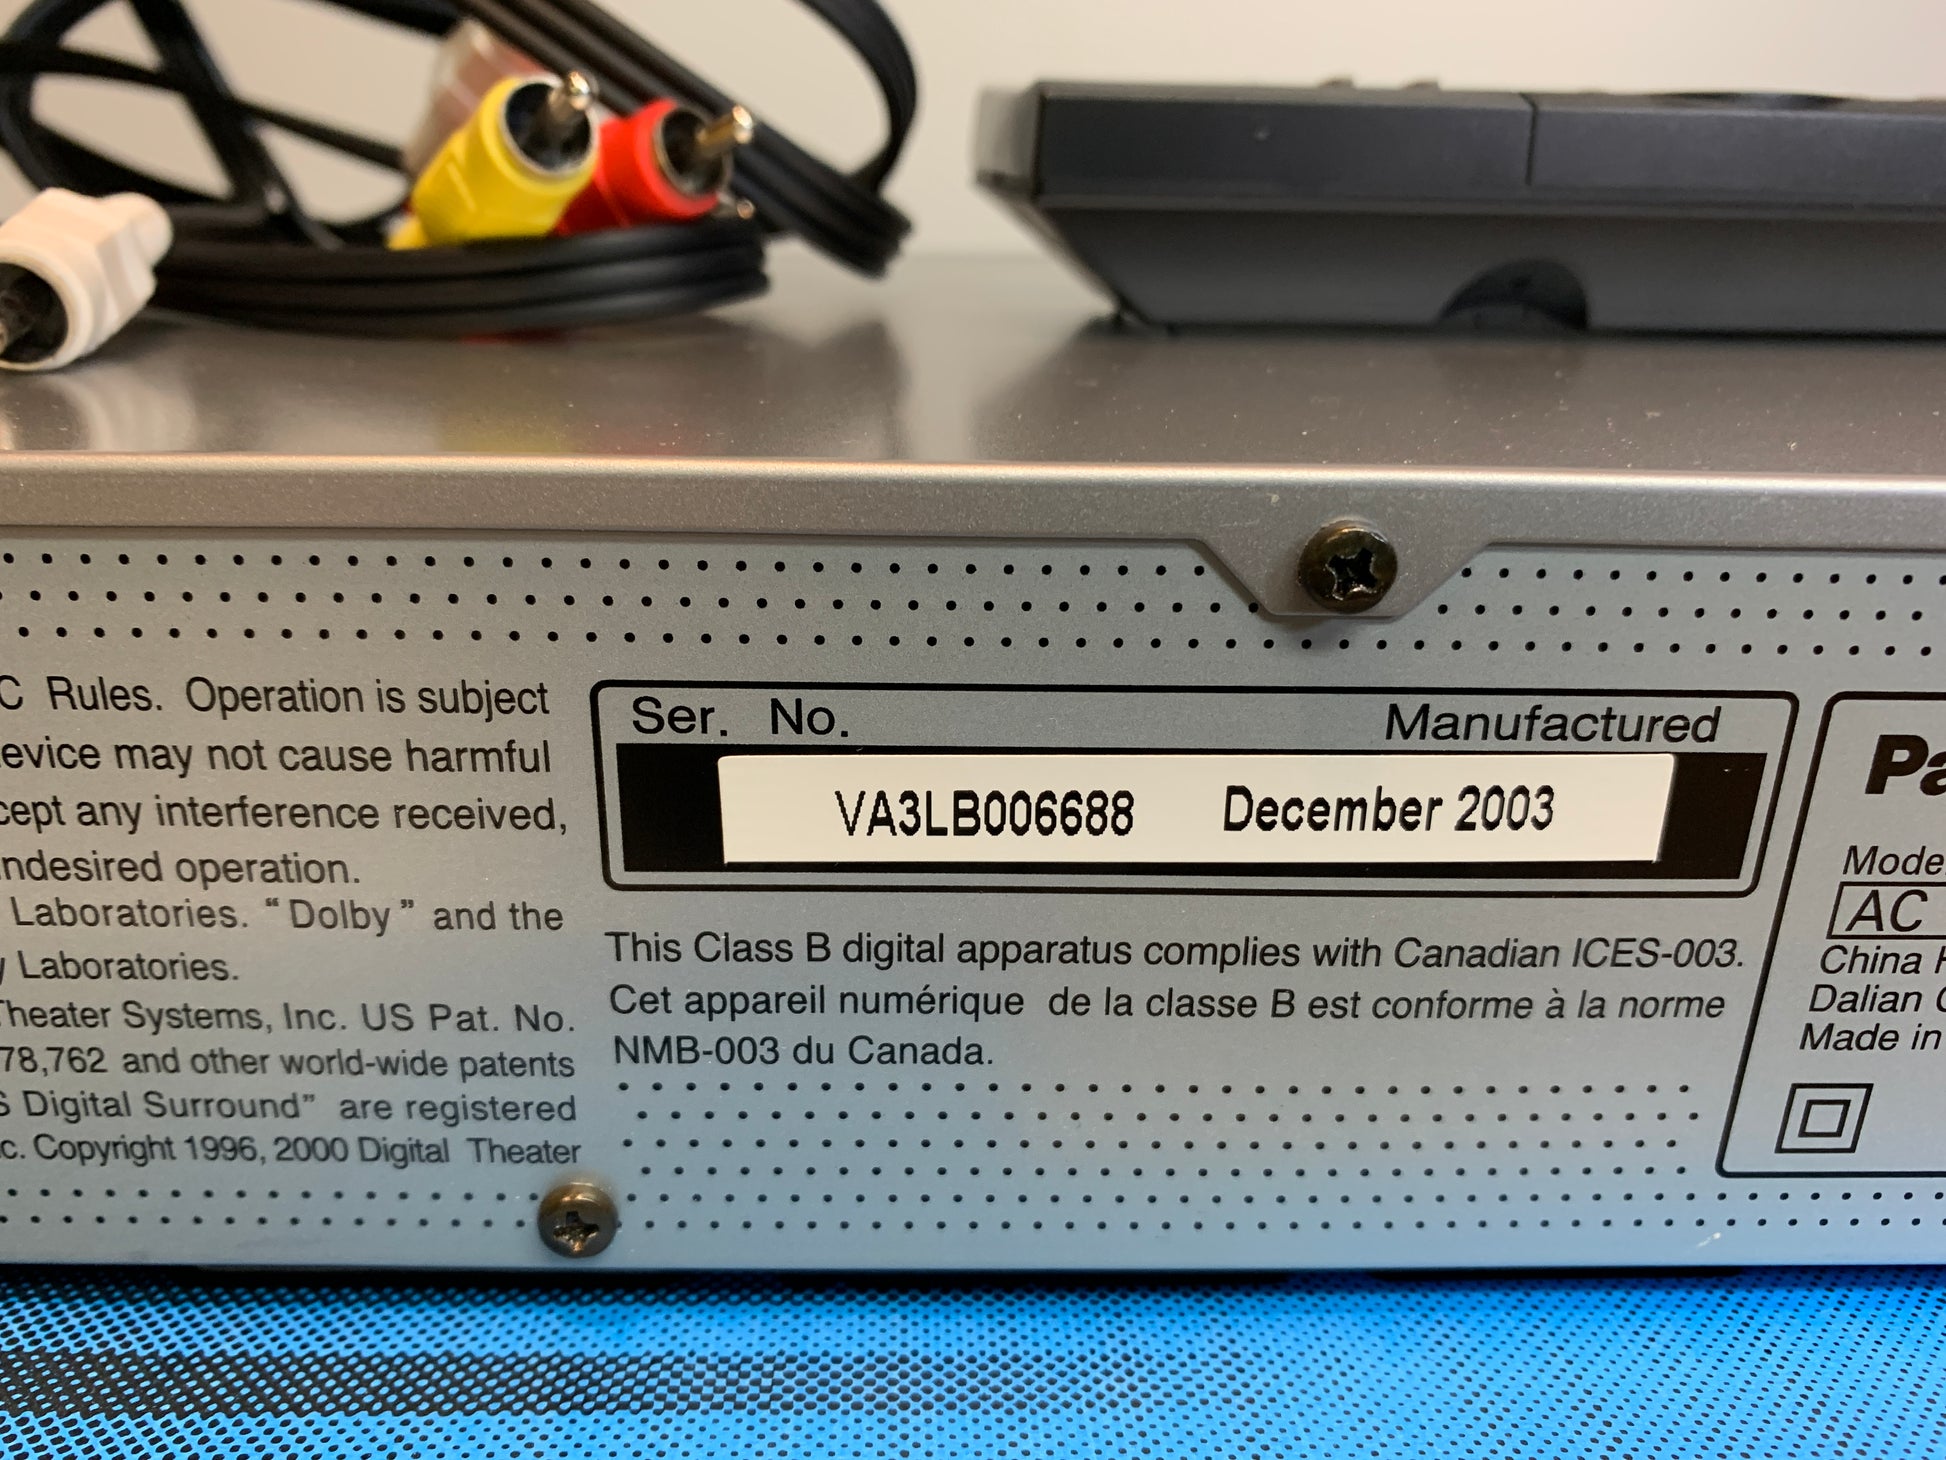 C Rules. Operation is subject
evice may not cause harmful
cept any interference received,
ndesired operation.
Laboratories. “Dolby” and the
y Laboratories.
Theater Systems, Inc. US Pat. No.
78,762 and other world-wide patents
S Digital Surround” are registered
c. Copyright 1996, 2000 Digital Theater
Ser. No. Manufactured
VA3LB006688 December 2003
This Class B digital apparatus complies with Canadian ICES-003.
Cet appareil numérique de la classe B est conforme à la norme
NMB-003 du Canada.
Pa
Mode
AC
China H
Dalian
Made in